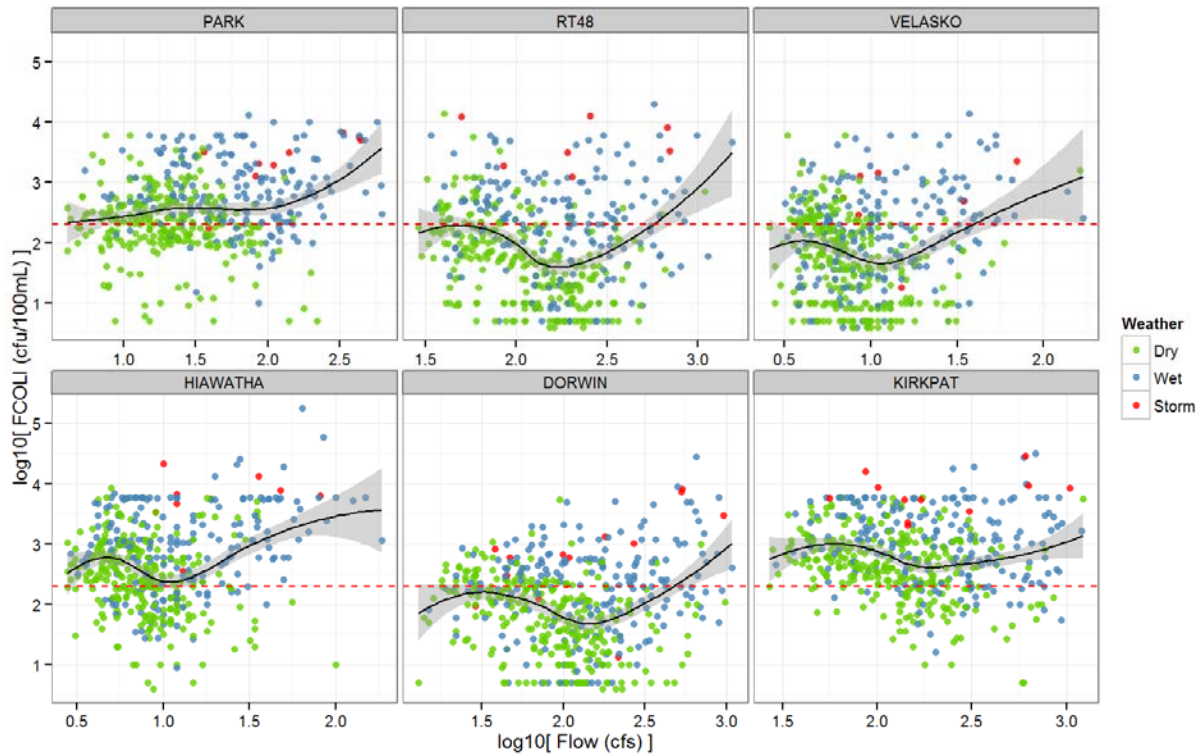 PARK RT48 VELASKO
5
4
3
2
1
1.0 1.5 2.0 2.5 1.5 2.0 2.5 3.0 0.5 1.0 1.5 2.0
HIAWATHA DORWIN KIRKPAT
5
4
3
2
1
0.5 1.0 1.5 2.0 1.5 2.0 2.5 3.0 1.5 2.0 2.5 3.0
log10[ FCOLI (cfu/100mL) ]
log10[ Flow (cfs) ]
Weather
Dry
Wet
Storm